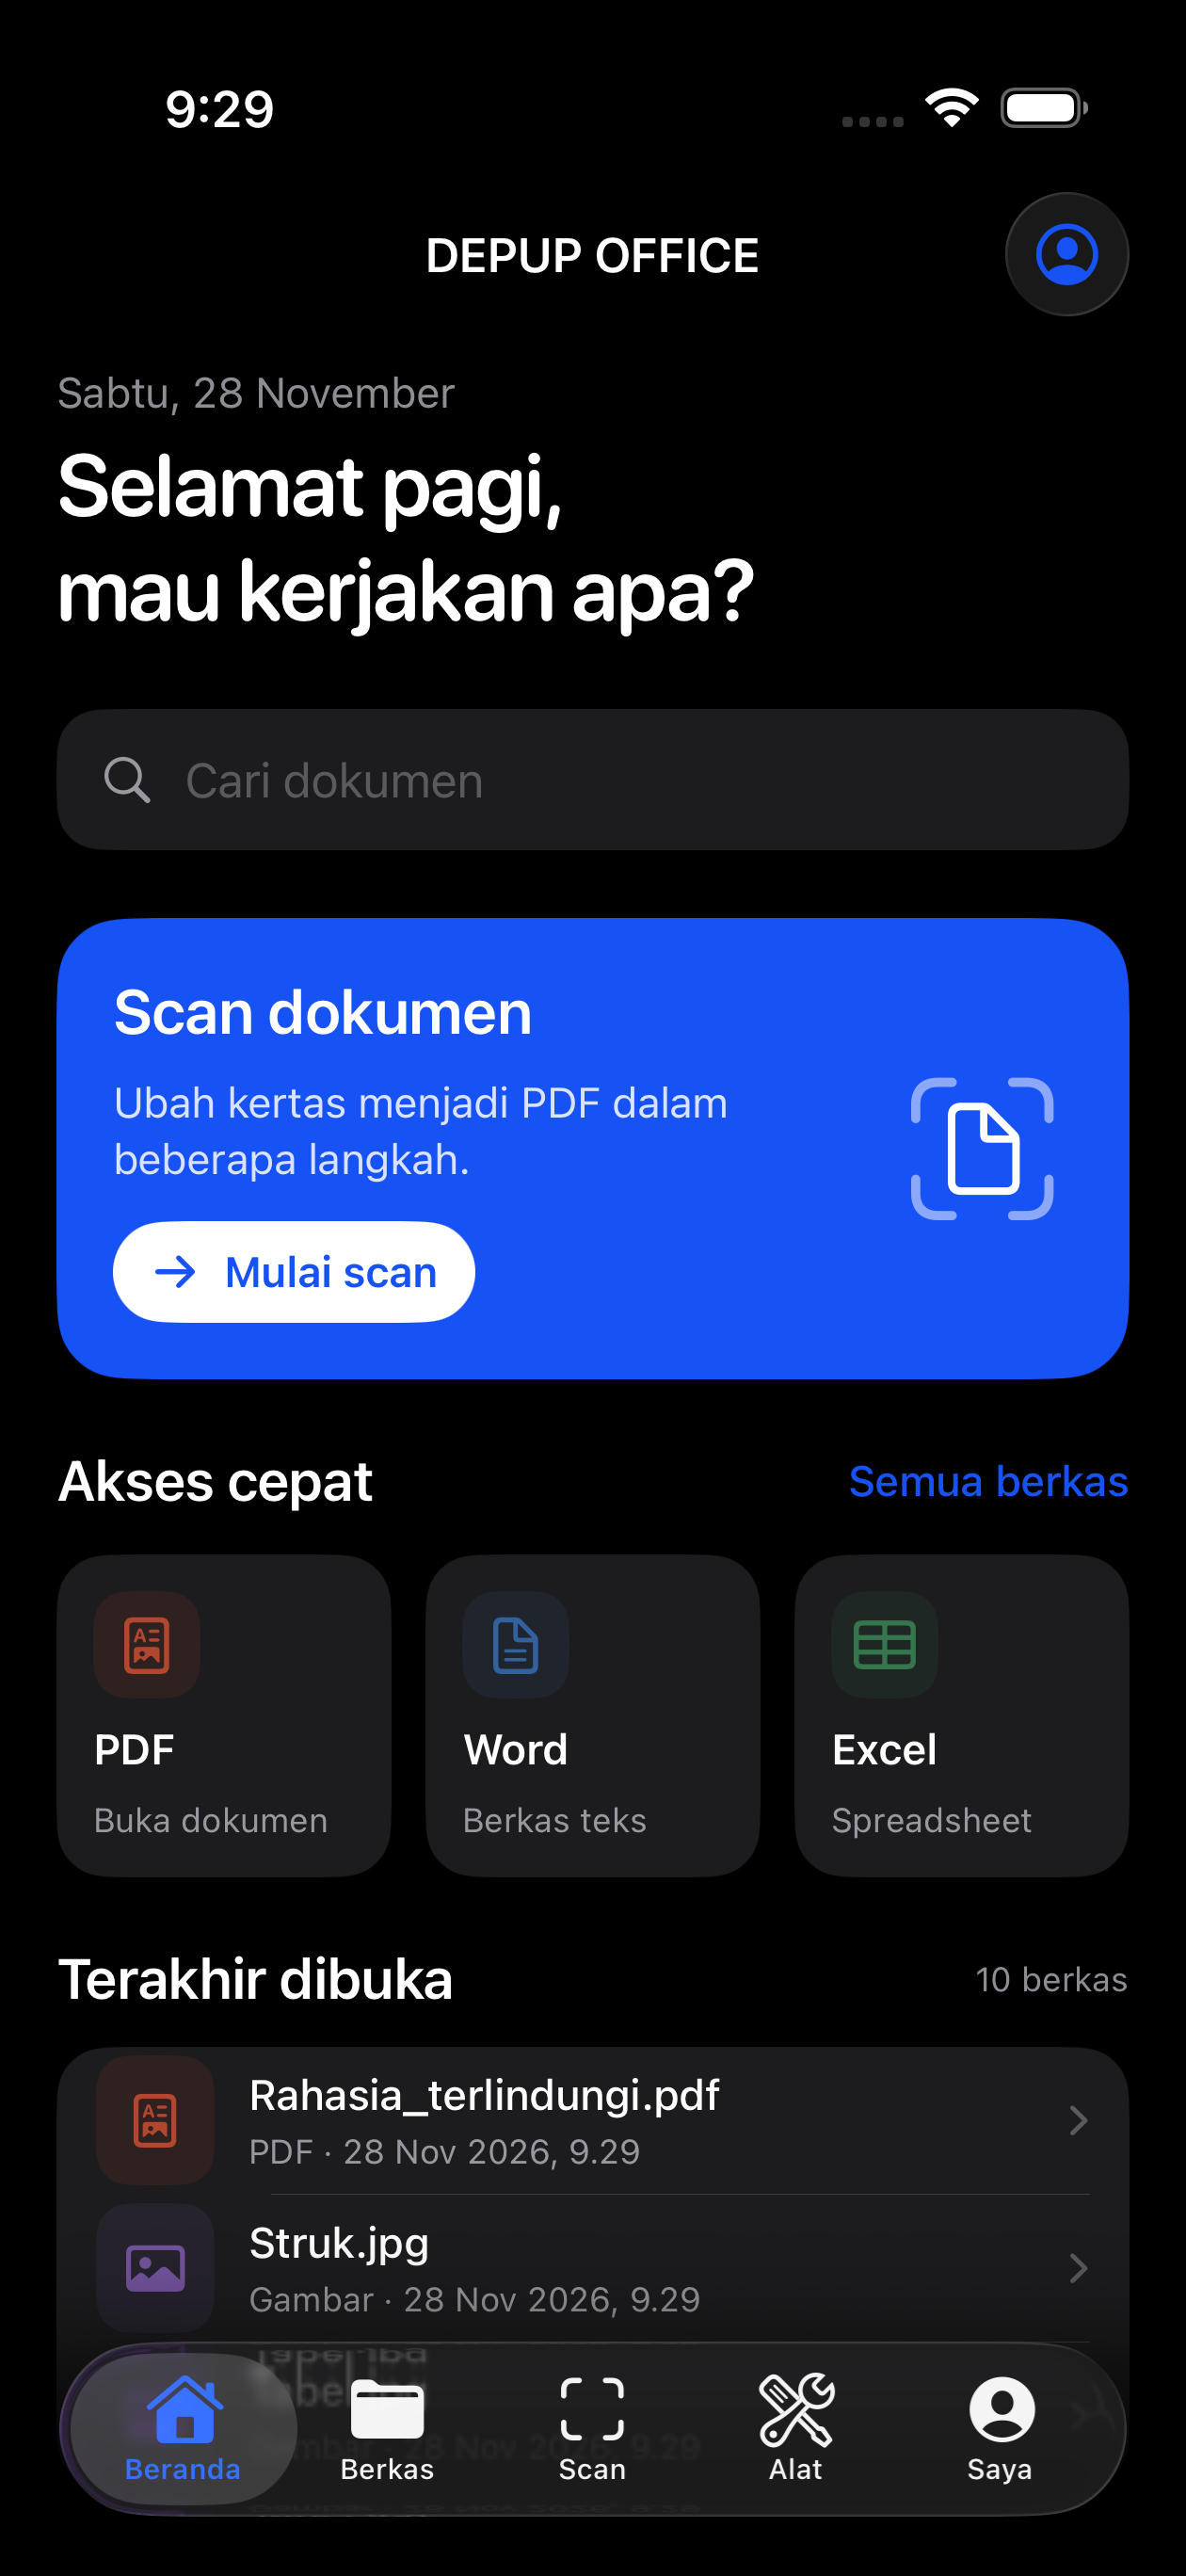 9:29
DEPUP OFFICE
Sabtu, 28 November
Selamat pagi,
mau kerjakan apa?
Cari dokumen
Scan dokumen
Ubah kertas menjadi PDF dalam
beberapa langkah.
Mulai scan
Akses cepat
Semua berkas
PDF
Buka dokumen
Word
Berkas teks
Excel
Spreadsheet
Terakhir dibuka
10 berkas
Rahasia_terlindungi.pdf
PDF · 28 Nov 2026, 9.29
Struk.jpg
Gambar · 28 Nov 2026, 9.29
Beranda
Berkas
Scan
Alat
Saya